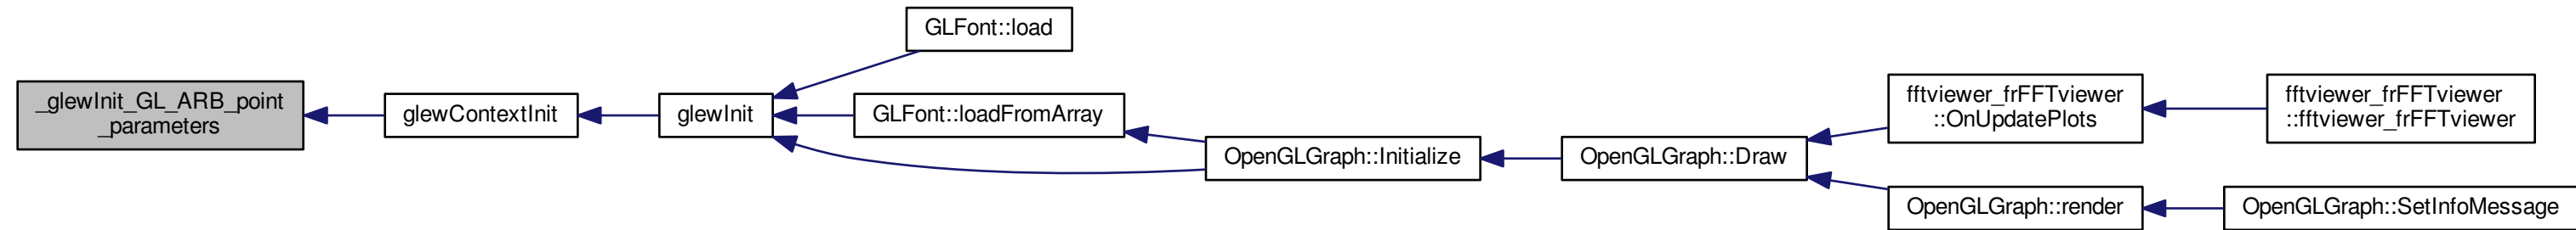 _glewInit_GL_ARB_point
_parameters
glewContextInit
glewInit
GLFont::load
GLFont::loadFromArray
OpenGLGraph::Initialize
OpenGLGraph::Draw
fftviewer_frFFTviewer
::OnUpdatePlots
fftviewer_frFFTviewer
::fftviewer_frFFTviewer
OpenGLGraph::render
OpenGLGraph::SetInfoMessage